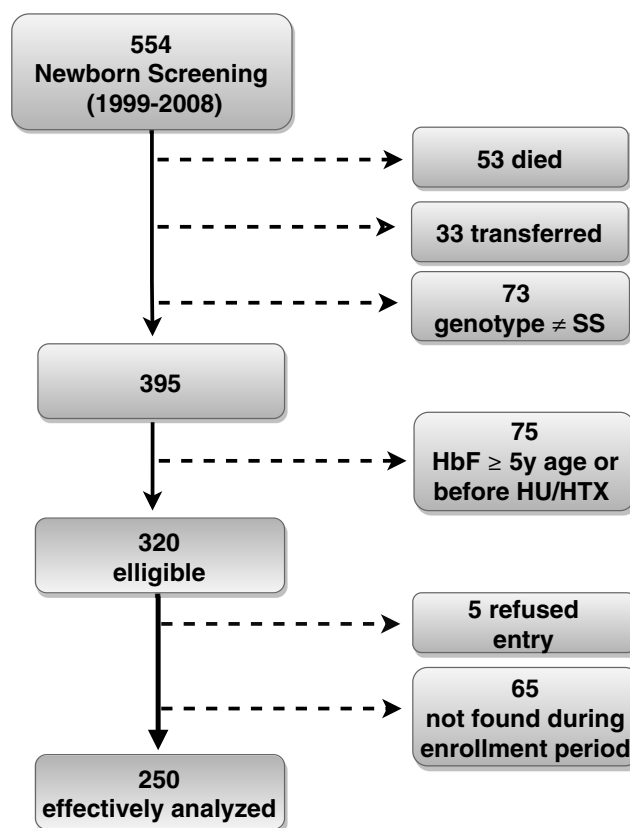 554
Newborn Screening
(1999-2008)
53 died
33 transferred
73
genotype ≠ SS
395
75
HbF ≥ 5y age or
before HU/HTX
320
elligible
5 refused
entry
65
not found during
enrollment period
250
effectively analyzed